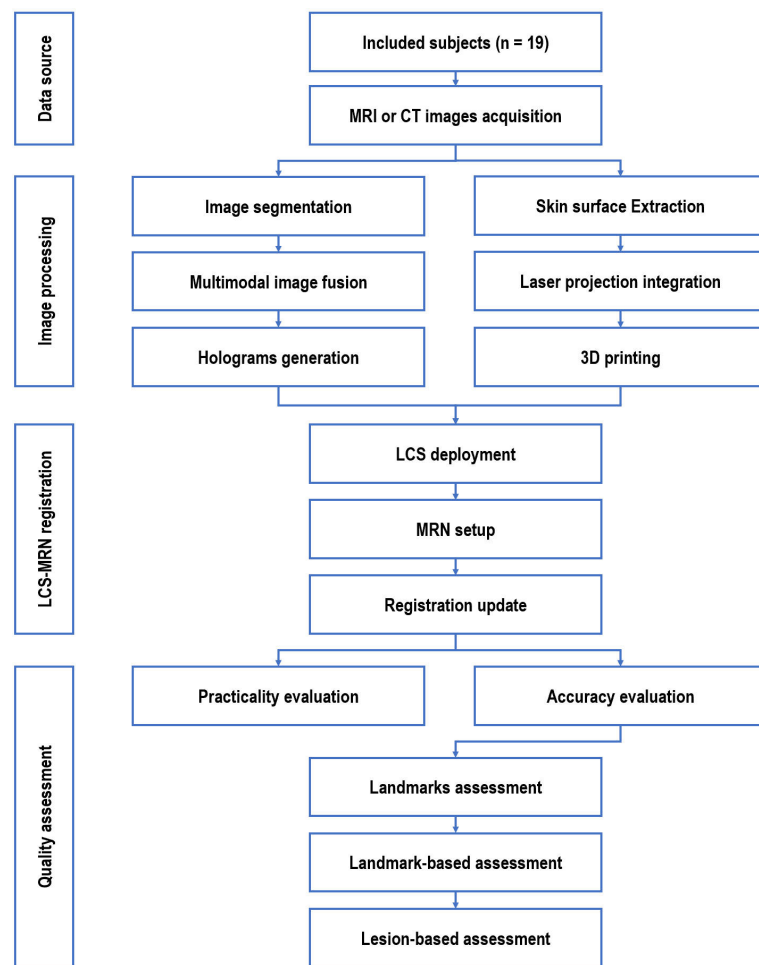 Data source
Included subjects (n = 19)
MRI or CT images acquisition
Image processing
Image segmentation
Skin surface Extraction
Multimodal image fusion
Laser projection integration
Holograms generation
3D printing
LCS-MRN registration
LCS deployment
MRN setup
Registration update
Quality assessment
Practicality evaluation
Accuracy evaluation
Landmarks assessment
Landmark-based assessment
Lesion-based assessment